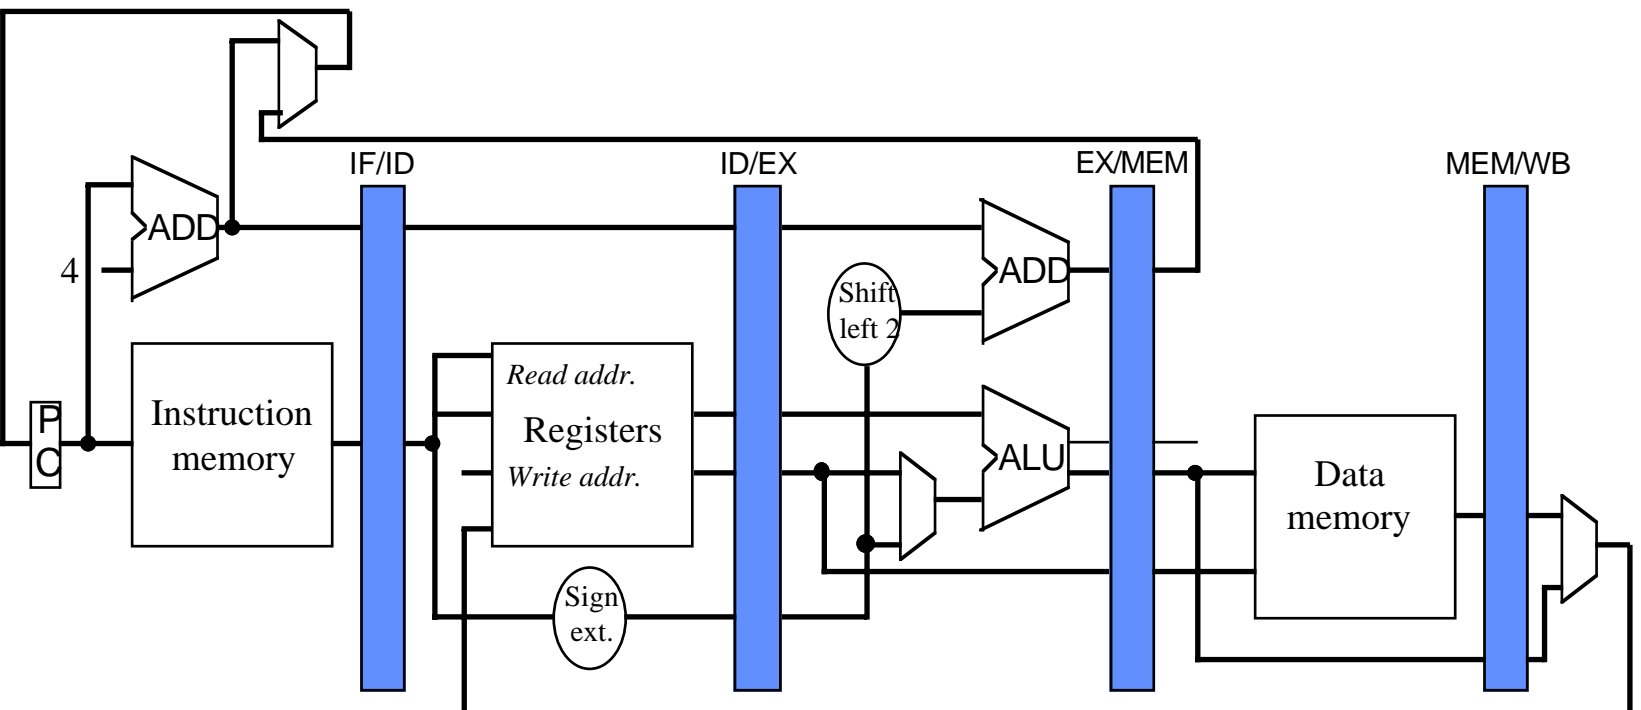 IF/ID
ID/EX
EX/MEM
MEM/WB
ADD
4
ADD
Shift
left 2
P
C
Instruction
memory
Read addr.
Registers
Write addr.
ALU
Data
memory
Sign
ext.